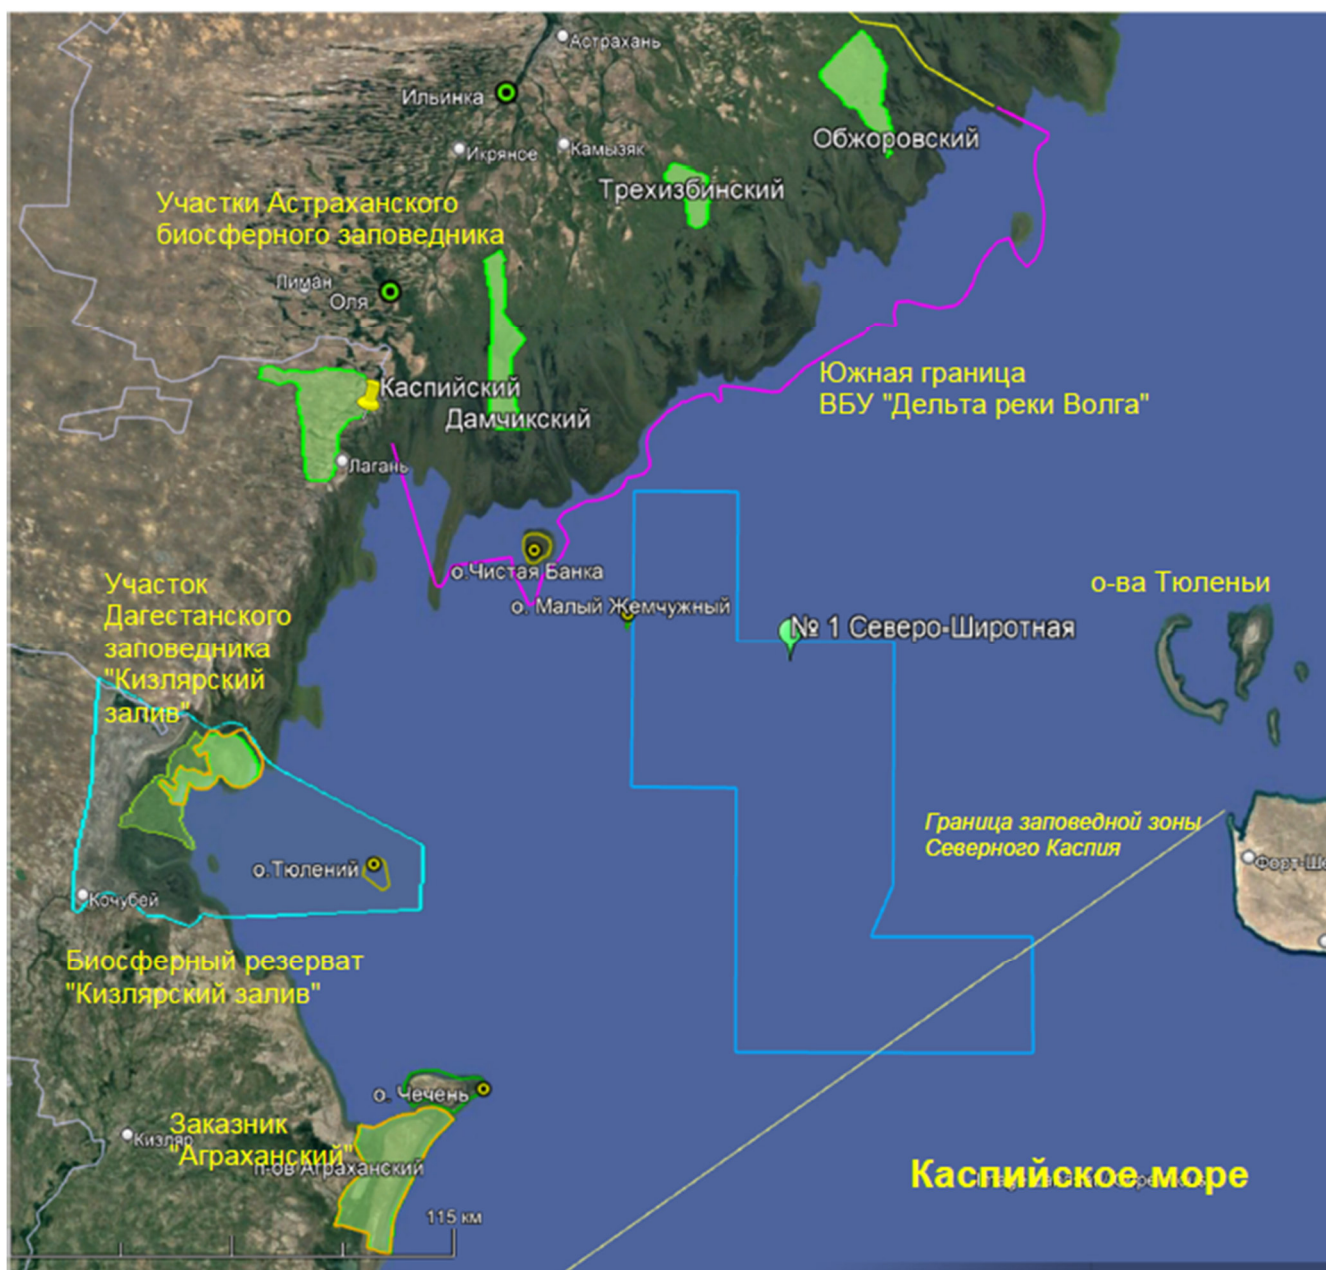 Астрахань
Ильинка
Икряное
Камызяк
Обжоровский
Трехизбинский
Участки Астраханского
биосферного заповедника
Лиман
Оля
Каспийский
Дамчикский
Южная граница
ВБУ "Дельта реки Волга"
Лагань
о.Чистая Банка
о. Малый Жемчужный
№ 1 Северо-Широтная
о-ва Тюленьи
Участок
Дагестанского
заповедника
"Кизлярский
залив"
Граница заповедной зоны
Северного Каспия
Форт-Ше
о.Тюлений
Кочубей
Биосферный резерват
"Кизлярский залив"
о. Чечень
Заказник
"Аграханский"
Кизляр
п-ов Аграханский
115 км
Каспийское море